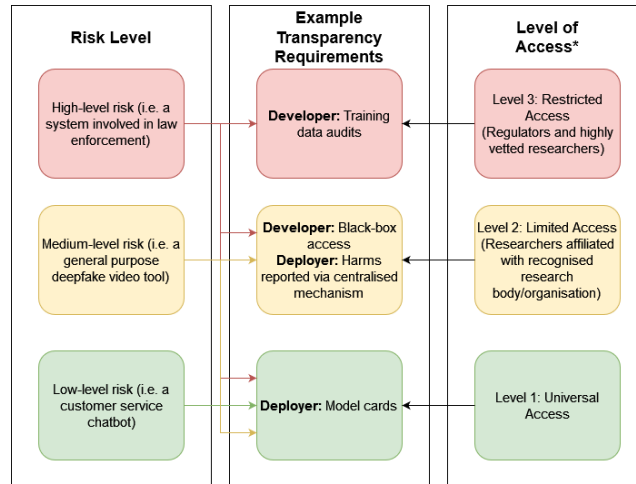 Risk Level
High-level risk (i.e. a
system involved in law
enforcement)
Medium-level risk (i.e. a
general purpose
deepfake video tool)
Low-level risk (i.e. a
customer service
chatbot)
Example
Transparency
Requirements
Developer: Training
data audits
Developer: Black-box
access
Deployer: Harms
reported via centralised
mechanism
Deployer: Model cards
Level of
Access*
Level 3: Restricted
Access
(Regulators and highly
vetted researchers)
Level 2: Limited Access
(Researchers affiliated
with recognised
research
body/organisation)
Level 1: Universal
Access